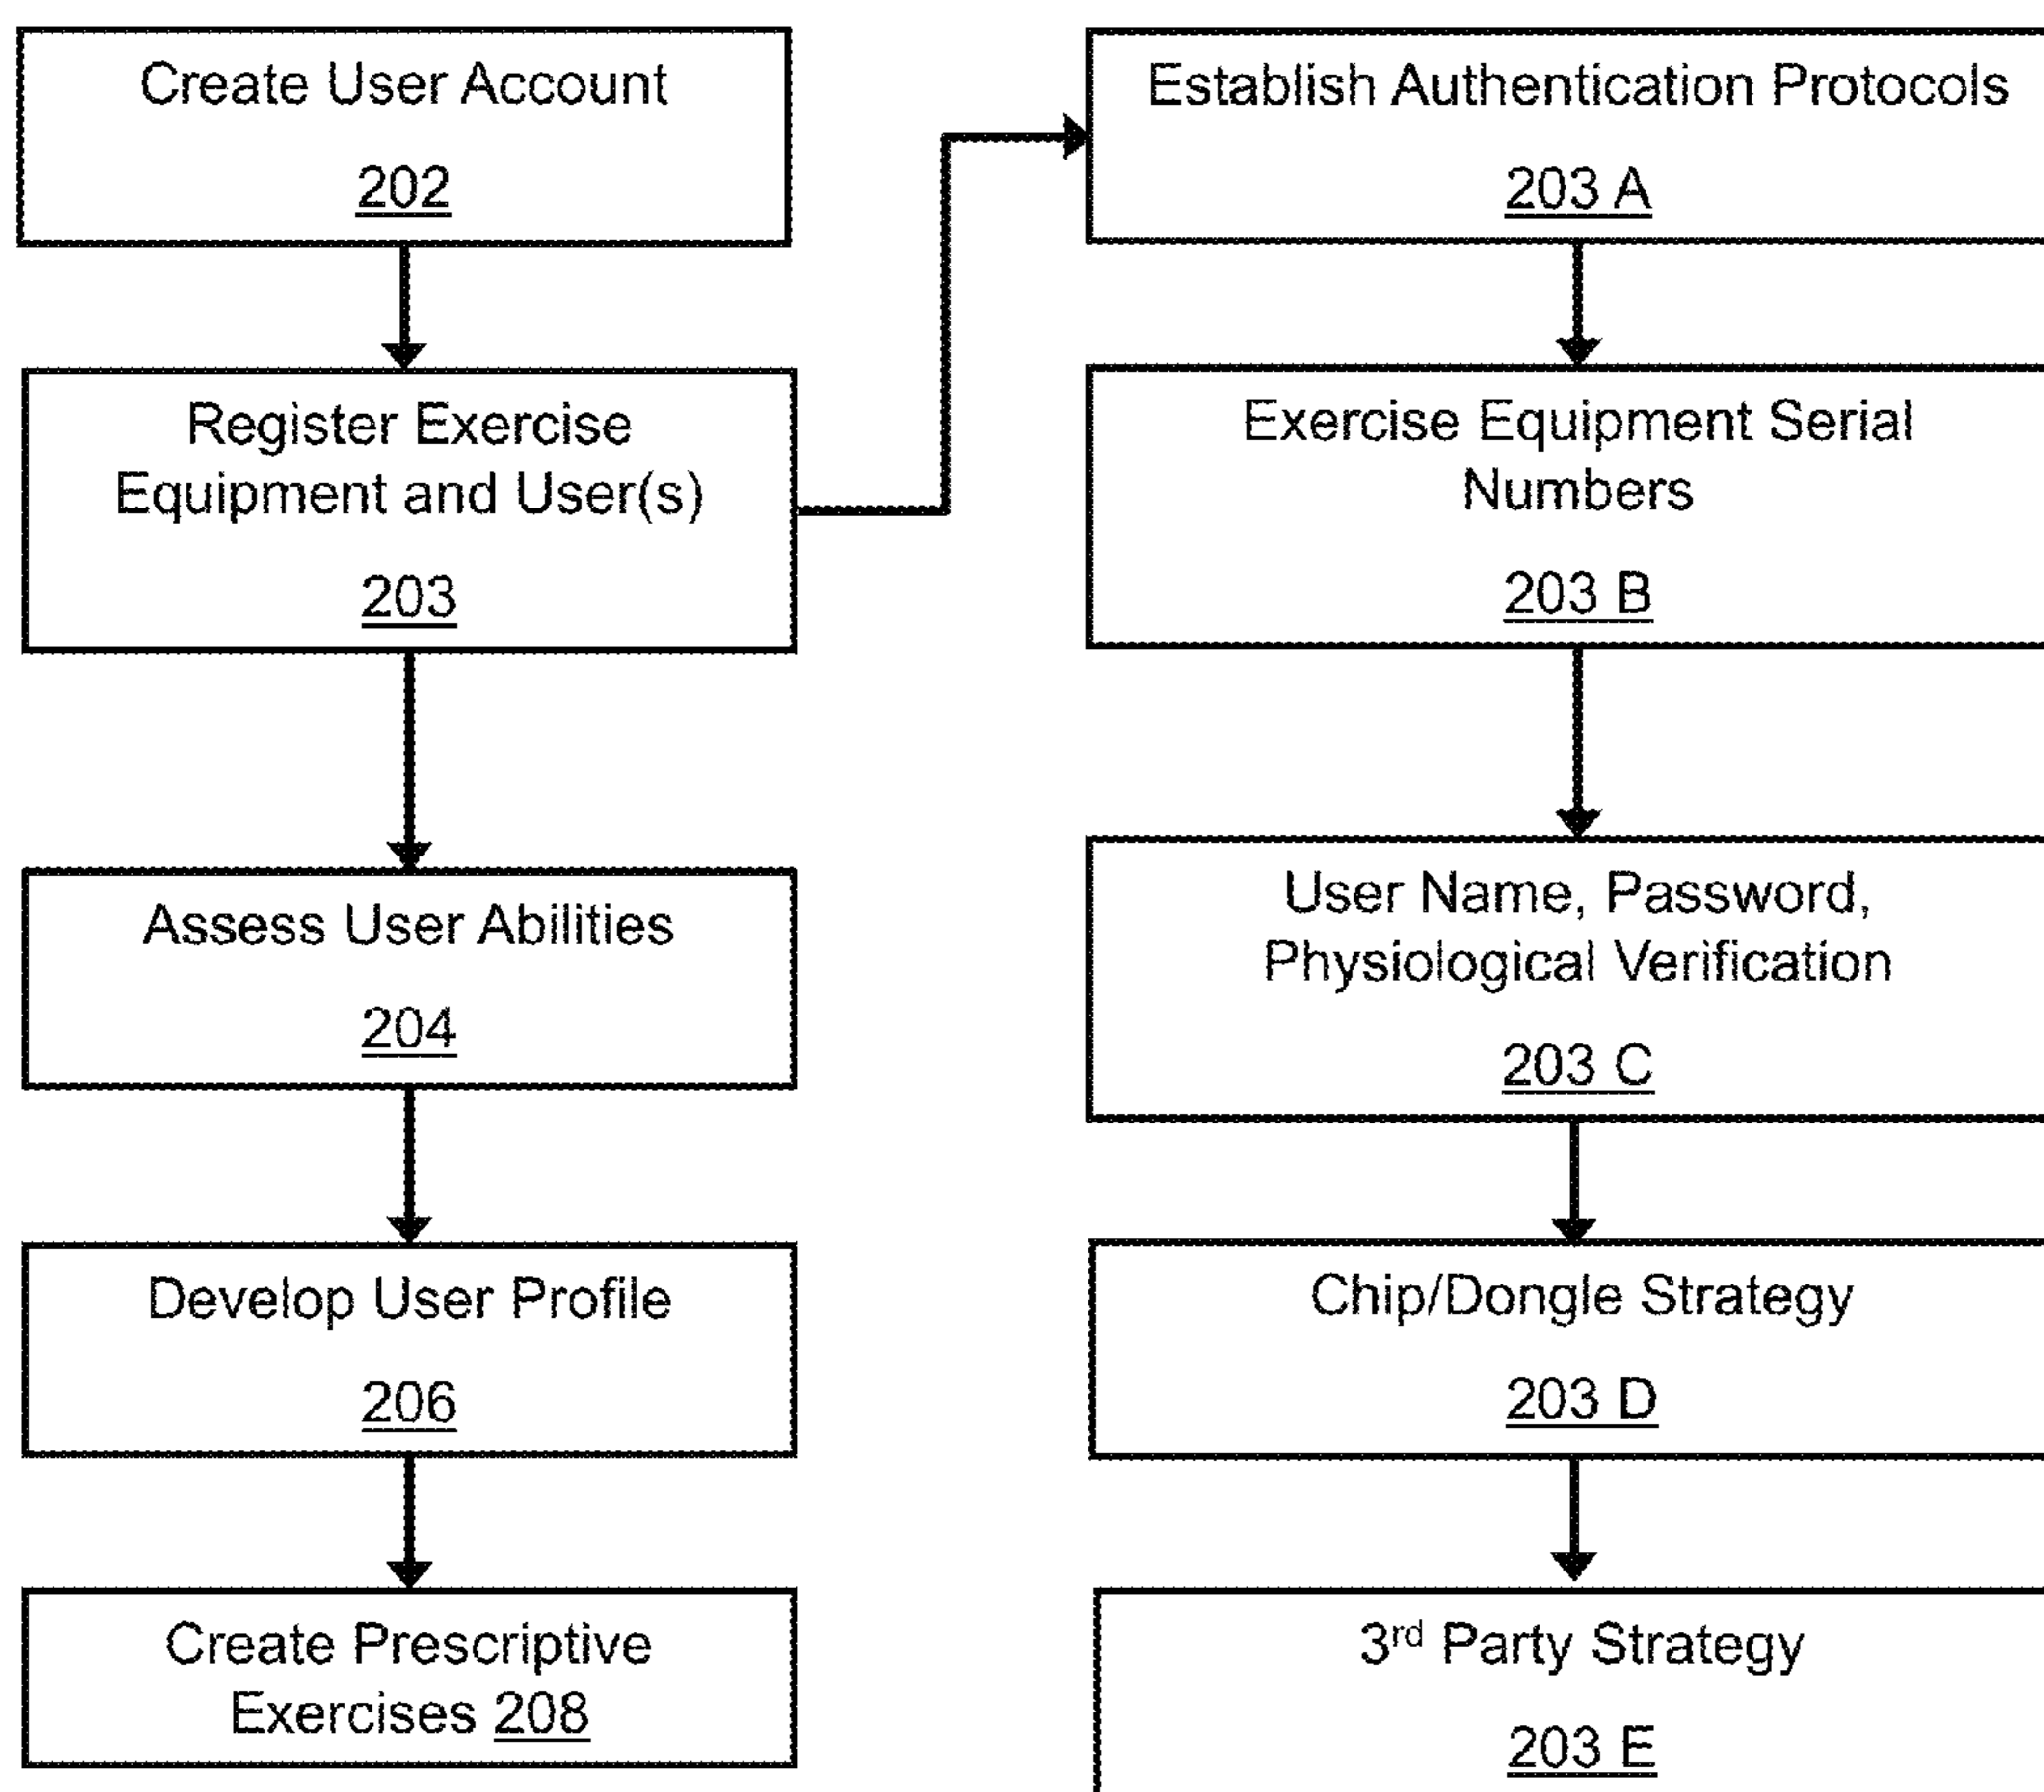 Create User Account
202
Register Exercise
Equipment and User(s)
203
Assess User Abilities
204
Develop User Profile
206
Create Prescriptive
Exercises 208
Establish Authentication Protocols
203 A
Exercise Equipment Serial
Numbers
203 B
User Name, Password,
Physiological Verification
203 C
Chip/Dongle Strategy
203 D
3rd Party Strategy
203 E